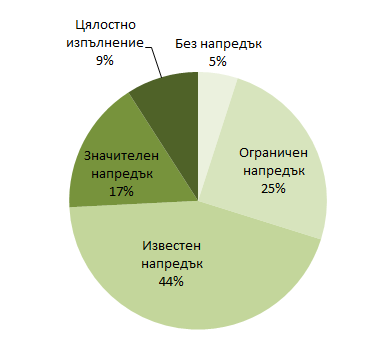 Цялостно
изпълнение
9%
Без напредък
5%
Ограничен
напредък
25%
Значителен
напредък
17%
Известен
напредък
44%